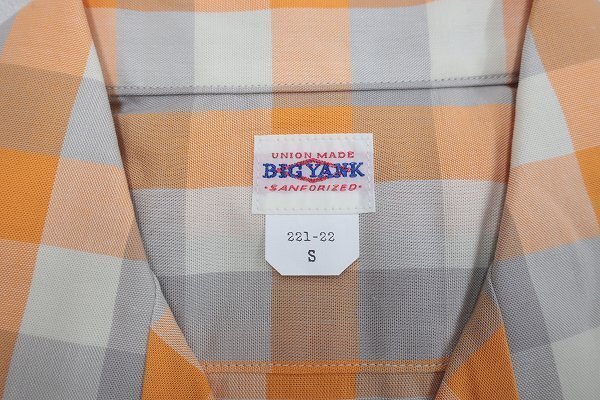 UNION MADE
BIG YANK
·SANFORIZED·
221-22
S